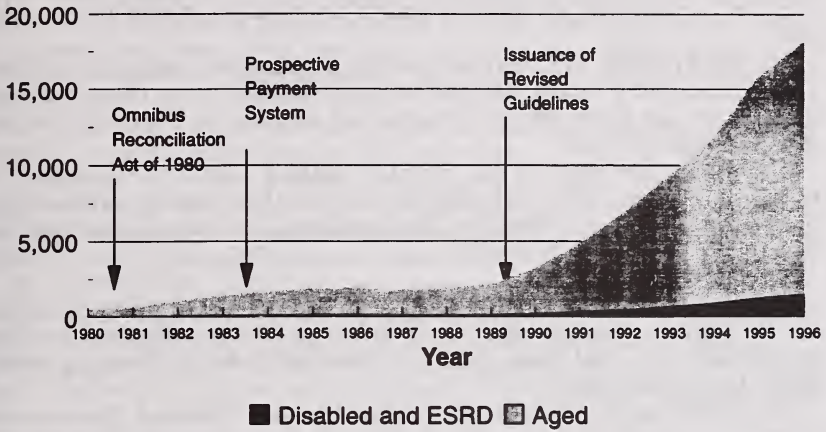 20,000
15,000
10,000
5,000
0
Omnibus
Reconciliation
Act of 1980
Prospective
Payment
System
Issuance of
Revised
Guidelines
1980 1981 1982 1983 1984 1985 1986 1987 1988 1989 1990 1991 1992 1993 1994 1995 1996
Year
Disabled and ESRD Aged